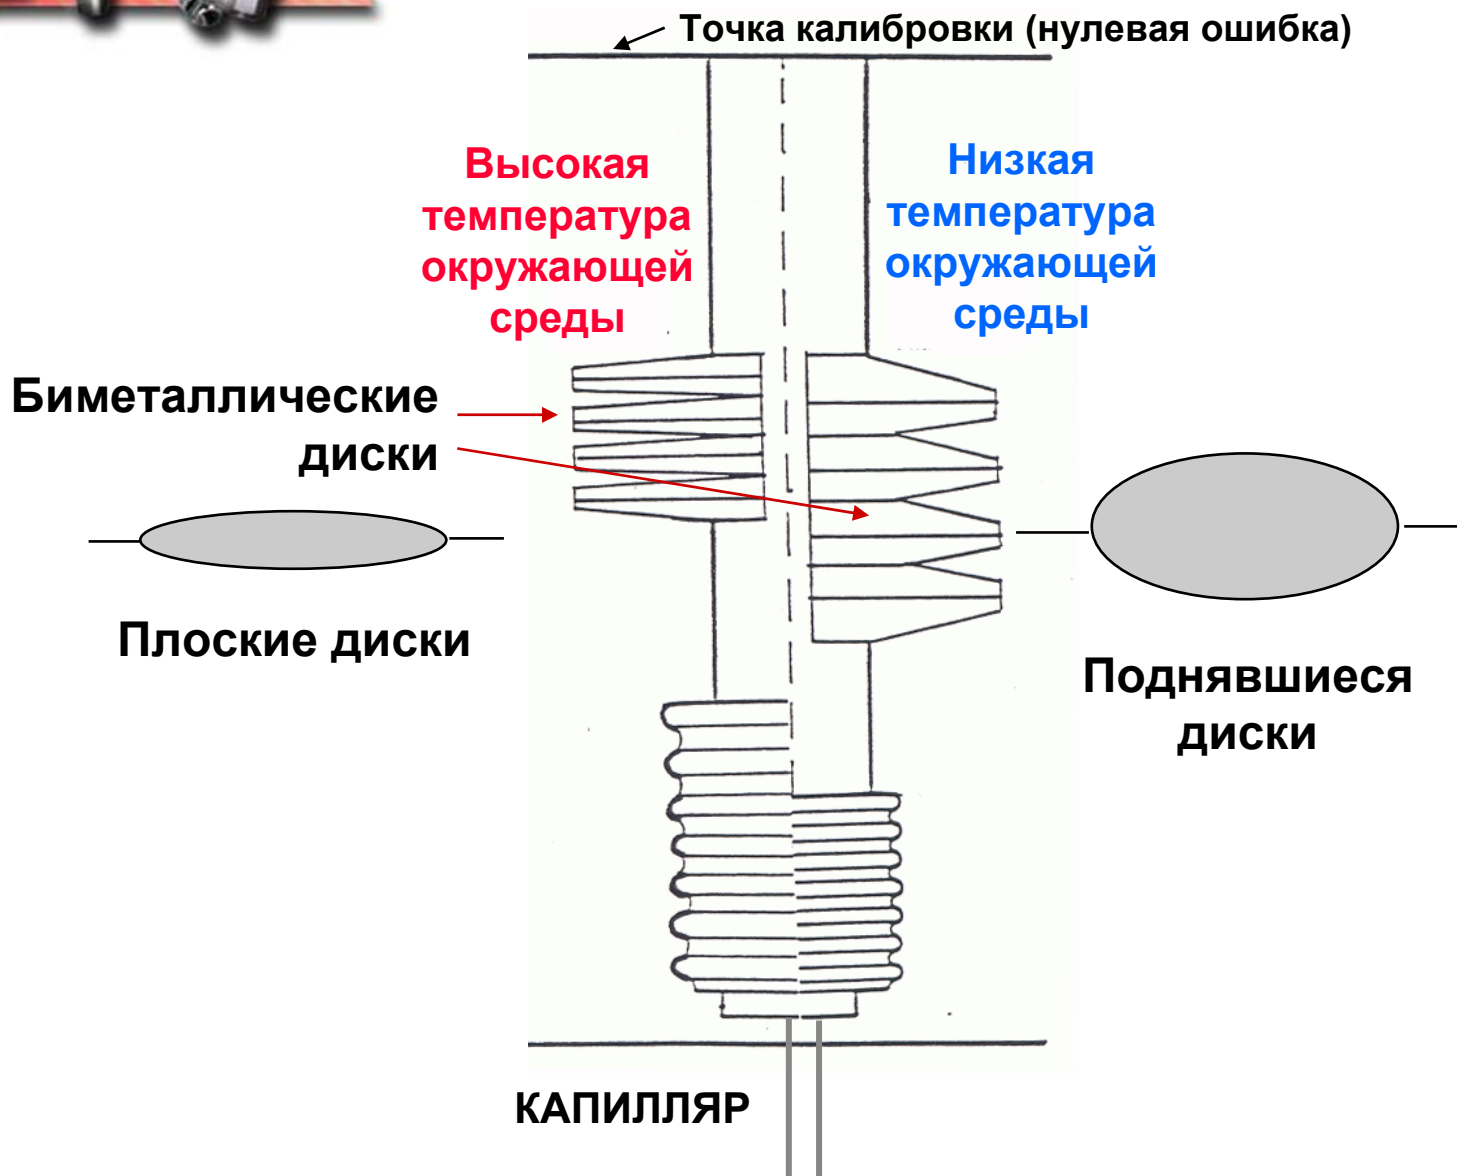 Точка калибровки (нулевая ошибка)
Высокая
температура
окружающей
среды
Низкая
температура
окружающей
среды
Биметаллические
диски
Плоские диски
Поднявшиеся
диски
КАПИЛЛЯР